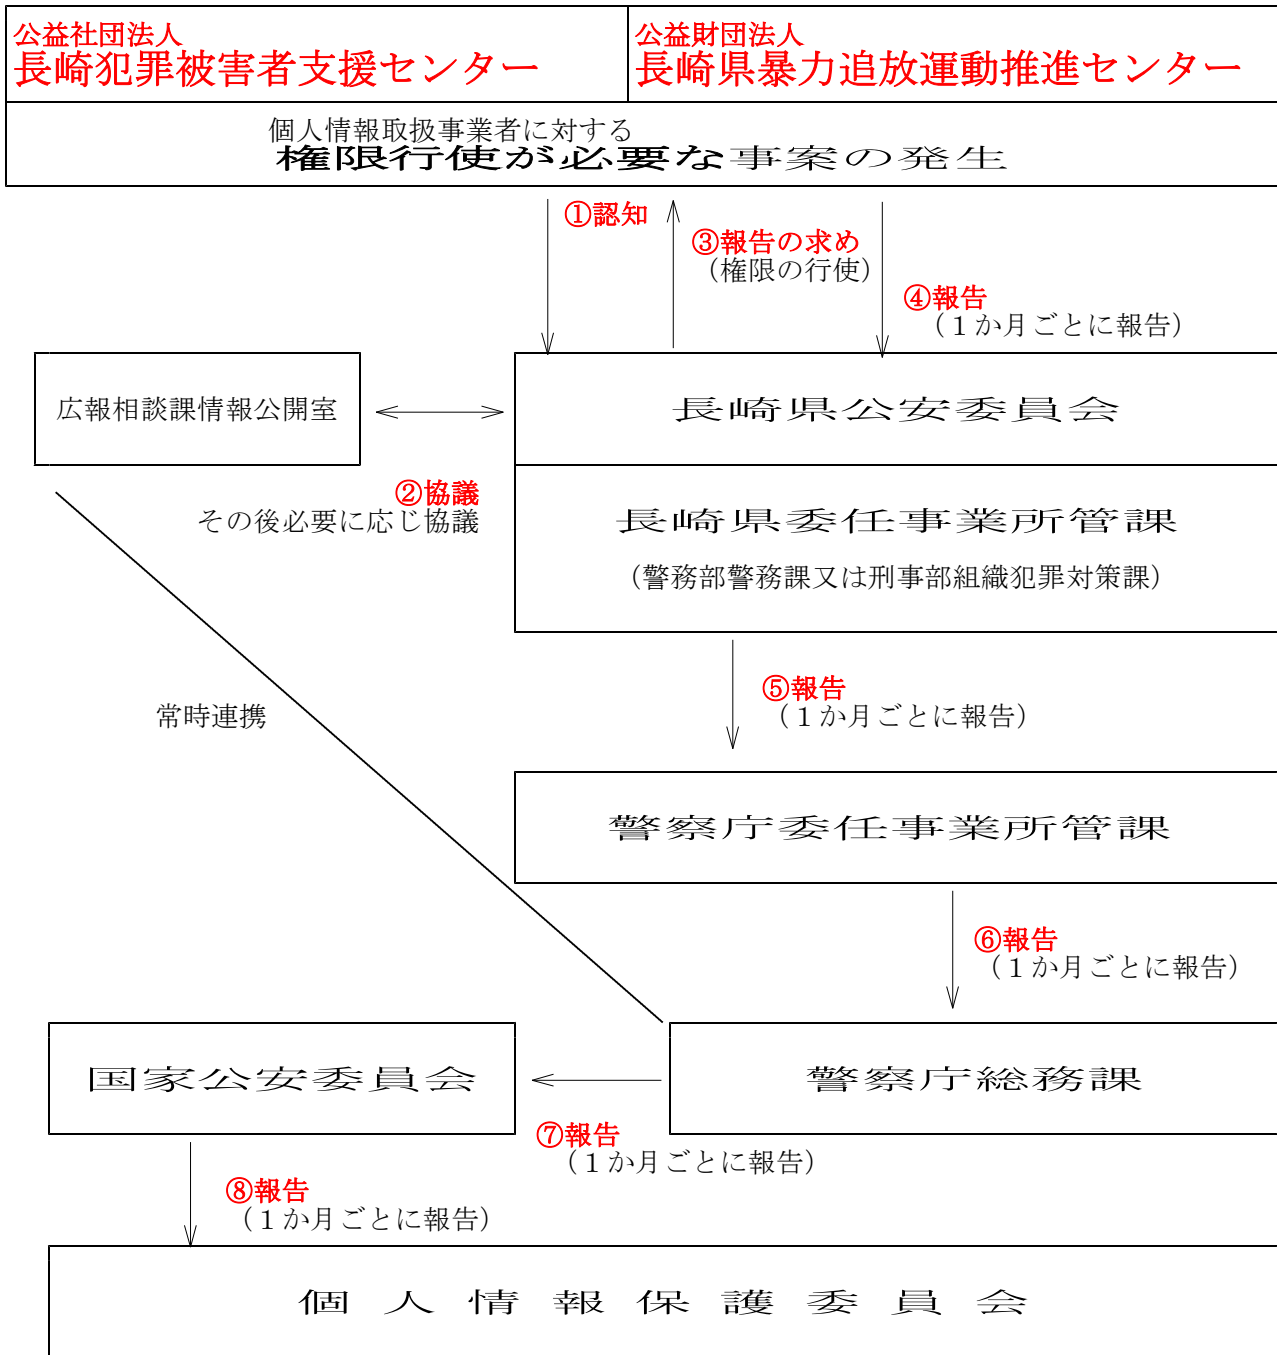 公益社団法人
長崎犯罪被害者支援センター
公益財団法人
長崎県暴力追放運動推進センター
個人情報取扱事業者に対する
権限行使が必要な事案の発生
①認知
③報告の求め
（権限の行使）
④報告
（１か月ごとに報告）
広報相談課情報公開室
長崎県公安委員会
②協議
その後必要に応じ協議
長崎県委任事業所管課
（警務部警務課又は刑事部組織犯罪対策課）
⑤報告
（１か月ごとに報告）
常時連携
警察庁委任事業所管課
⑥報告
（１か月ごとに報告）
国家公安委員会
警察庁総務課
⑦報告
（１か月ごとに報告）
⑧報告
（１か月ごとに報告）
個人情報保護委員会